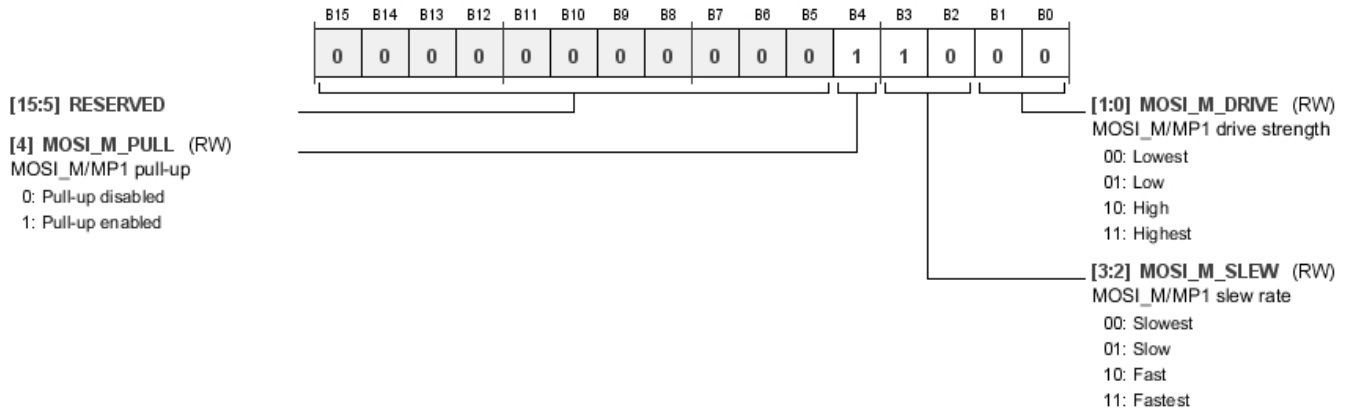 B15 B14 B13 B12 B11 B10 B9 B8 B7 B6 B5 B4 B3 B2 B1 B0
0 0 0 0 0 0 0 0 0 0 0 1 1 0 0 0
[15:5] RESERVED
[4] MOSI_M_PULL (RW)
MOSI_M/MP1 pull-up
0: Pull-up disabled
1: Pull-up enabled
[1:0] MOSI_M_DRIVE (RW)
MOSI_M/MP1 drive strength
00: Lowest
01: Low
10: High
11: Highest
[3:2] MOSI_M_SLEW (RW)
MOSI_M/MP1 slew rate
00: Slowest
01: Slow
10: Fast
11: Fastest